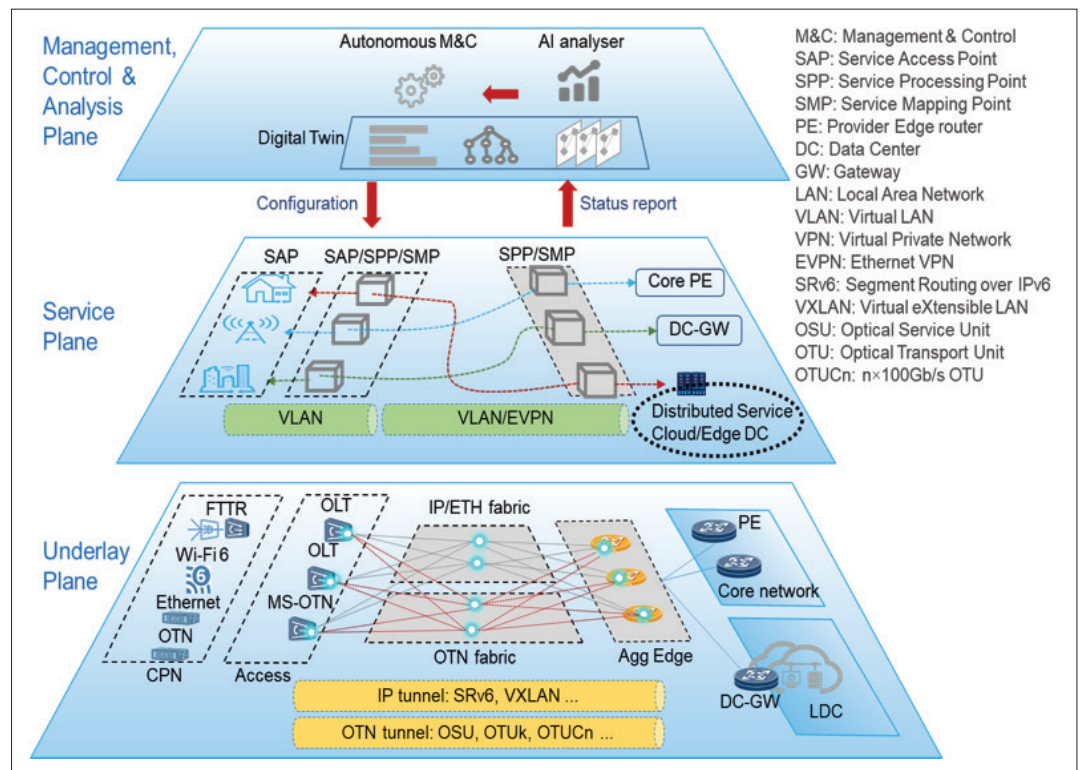 Management,
Control &
Analysis
Plane
Autonomous M&C
AI analyser
Digital Twin
Configuration
Status report
Service
Plane
SAP
SAP/SPP/SMP
SPP/SMP
Core PE
DC-GW
VLAN
VLAN/EVPN
Distributed Service
Cloud/Edge DC
Underlay
Plane
FTTR
Wi-Fi 6
6
Ethernet
OTN
CPN
OLT
OLT
MS-OTN
Access
IP/ETH fabric
OTN fabric
Agg Edge
PE
Core network
DC-GW
LDC
IP tunnel: SRv6, VXLAN ...
OTN tunnel: OSU, OTUk, OTUCn ...
M&C: Management & Control
SAP: Service Access Point
SPP: Service Processing Point
SMP: Service Mapping Point
PE: Provider Edge router
DC: Data Center
GW: Gateway
LAN: Local Area Network
VLAN: Virtual LAN
VPN: Virtual Private Network
EVPN: Ethernet VPN
SRv6: Segment Routing over IPv6
VXLAN: Virtual eXtensible LAN
OSU: Optical Service Unit
OTU: Optical Transport Unit
OTUCn: n×100Gb/s OTU